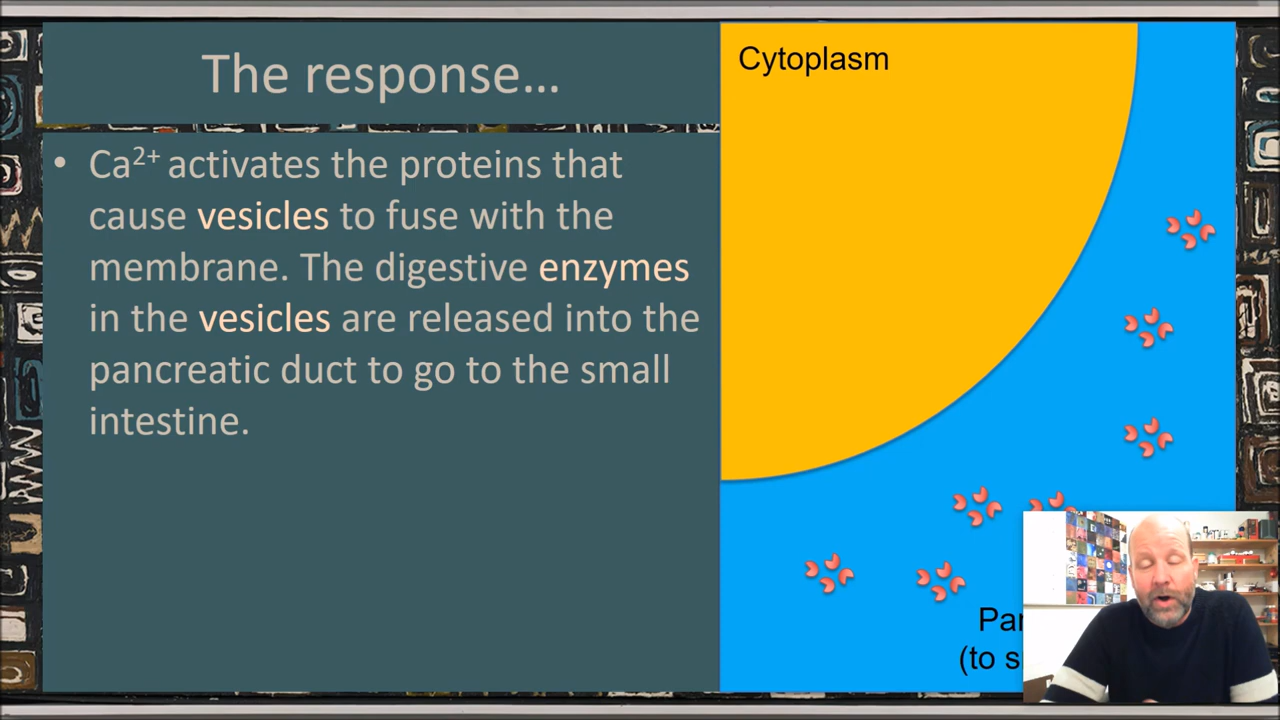 The response…
• Ca²⁺ activates the proteins that
cause vesicles to fuse with the
membrane. The digestive enzymes
in the vesicles are released into the
pancreatic duct to go to the small
intestine.
Cytoplasm
(to